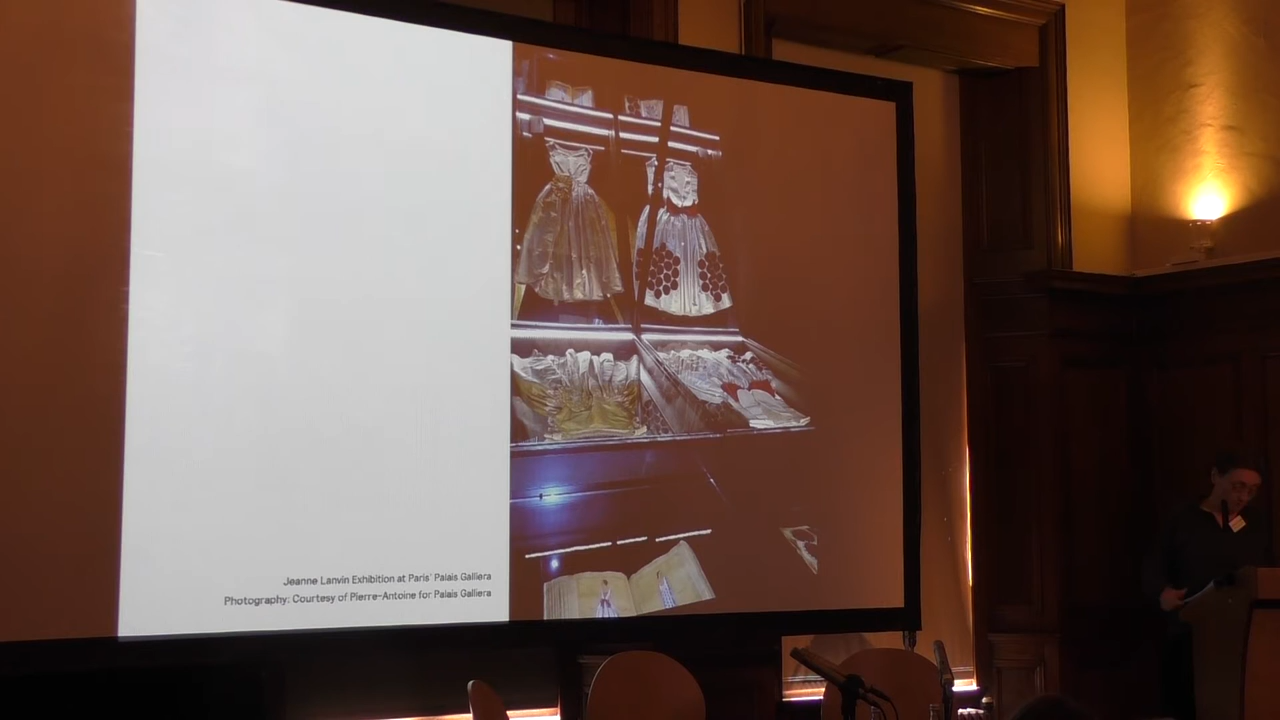 Jeanne Lanvin Exhibition at Paris' Palais Galliera
Photography: Courtesy of Pierre-Antoine for Palais Galliera